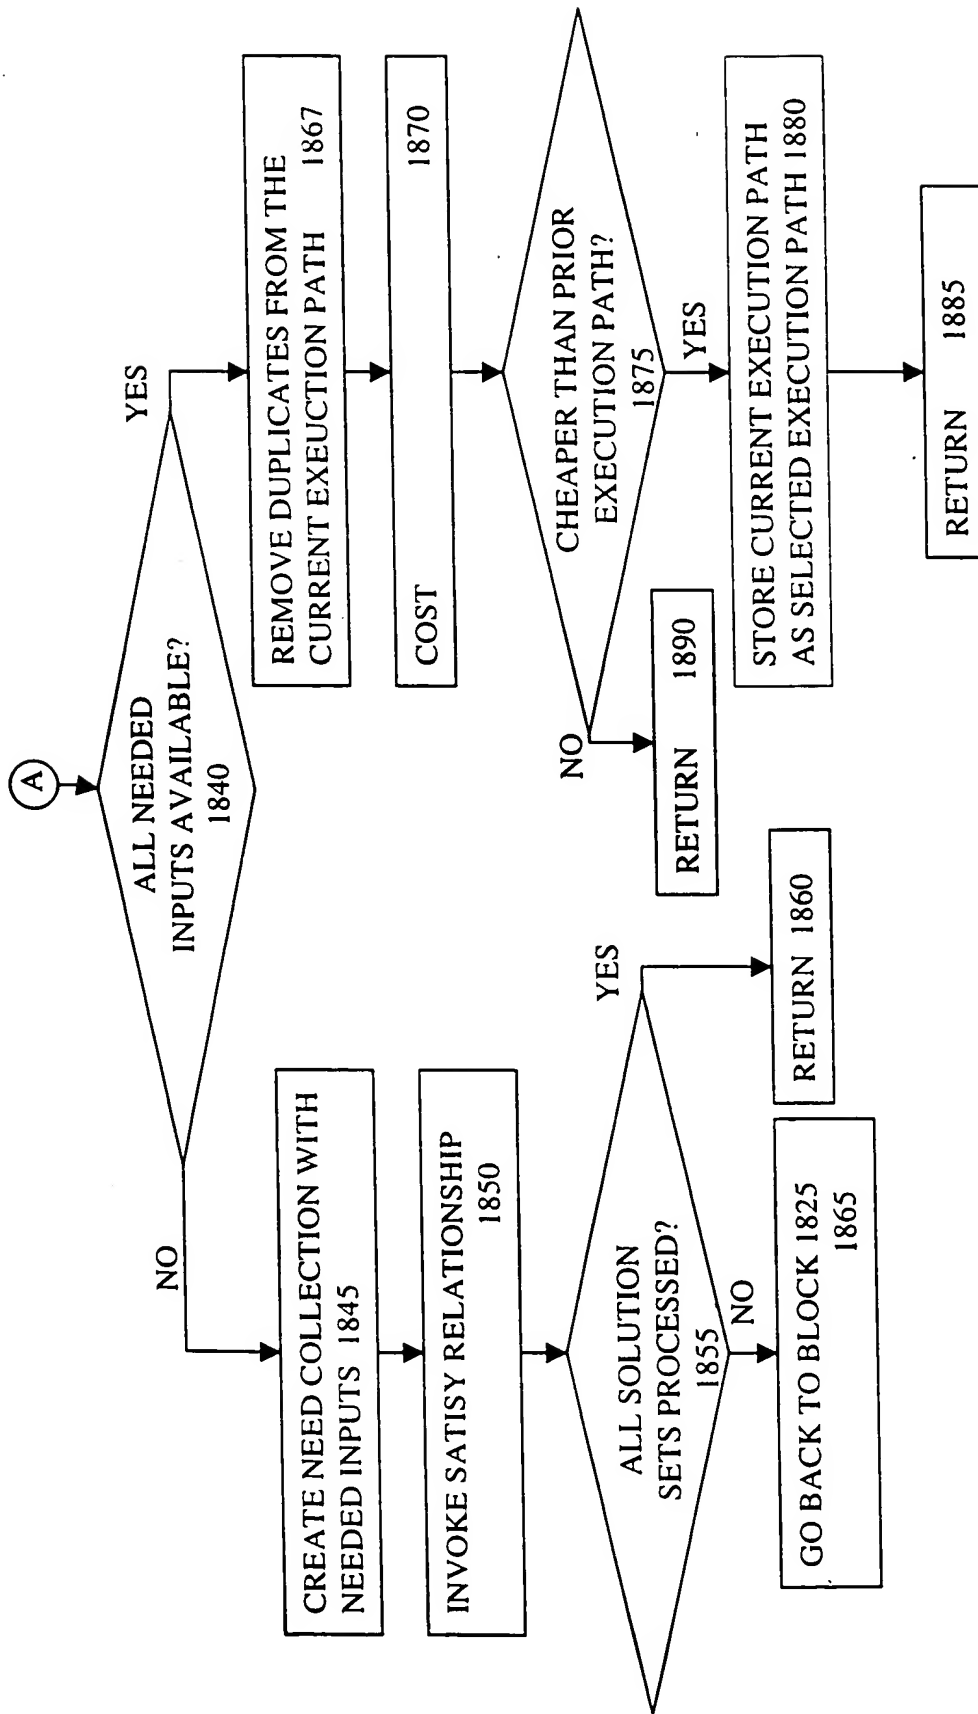 A
ALL NEEDED
INPUTS AVAILABLE?
1840
NO
YES
CREATE NEED COLLECTION WITH
NEEDED INPUTS 1845
INVOKE SATISY RELATIONSHIP
1850
ALL SOLUTION
SETS PROCESSED?
1855
YES
NO
RETURN 1860
GO BACK TO BLOCK 1825
1865
REMOVE DUPLICATES FROM THE
CURRENT EXEUCTION PATH 1867
COST 1870
CHEAPER THAN PRIOR
EXECUTION PATH?
1875
NO
YES
RETURN 1890
STORE CURRENT EXECUTION PATH
AS SELECTED EXECUTION PATH 1880
RETURN 1885